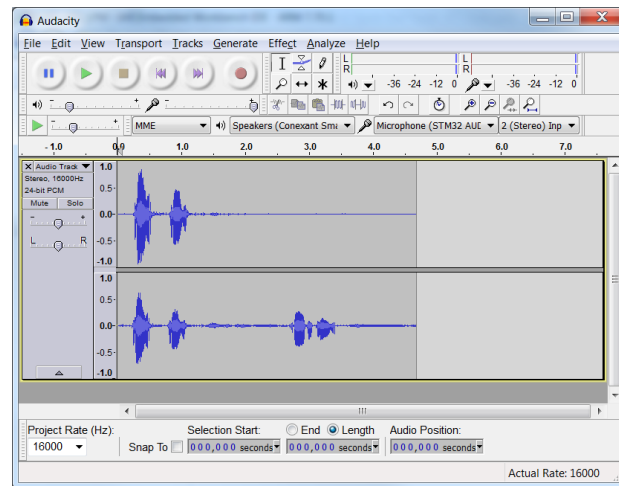 Audacity
File Edit View Transport Tracks Generate Effect Analyze Help
L
R
-36 -24 -12 0
L
R
-36 -24 -12 0
MME
Speakers (Conexant Sma
Microphone (STM32 AUI
2 (Stereo) Inp
- 1.0 0.0 1.0 2.0 3.0 4.0 5.0 6.0 7.0
X Audio Track
Stereo, 16000Hz
24-bit PCM
Mute Solo
- +
L R
1.0
0.5-
0.0-
-0.5-
-1.0
1.0
0.5-
0.0-
-0.5-
-1.0
Project Rate (Hz):
16000
Snap To
Selection Start:
End Length
000,000 seconds
000,000 seconds
Audio Position:
000,000 seconds
Actual Rate: 16000